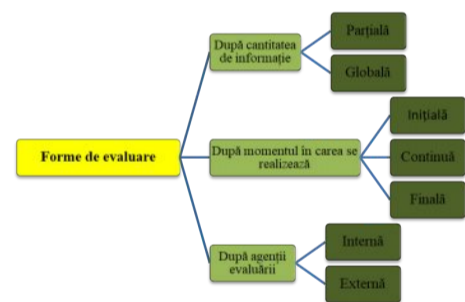 Forme de evaluare
După cantitatea
de informație
Parțială
Globală
După momentul în carea se
realizează
Inițială
Continuă
Finală
După agenții
evaluării
Internă
Externă